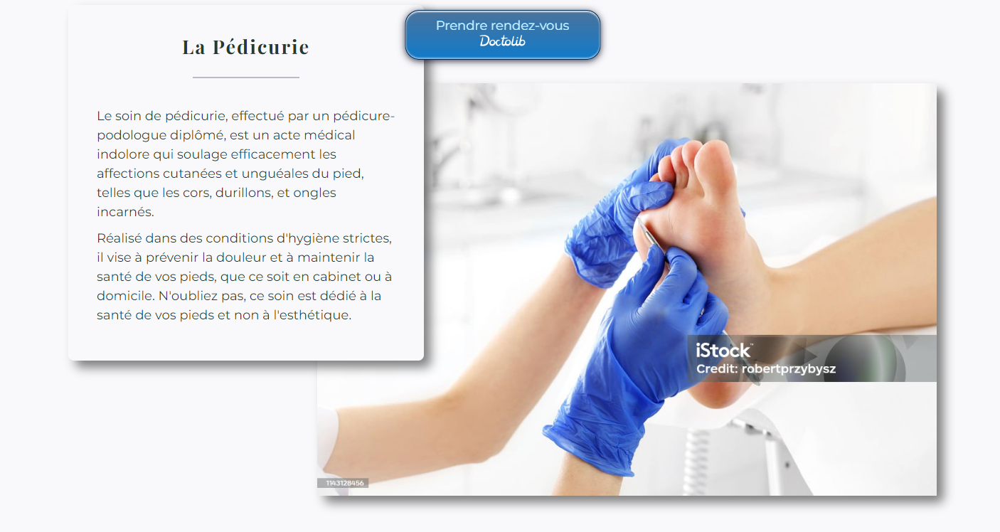 Prendre rendez-vous
Doctolib
La Pédicurie
Le soin de pédicurie, effectué par un pédicure-
podologue diplômé, est un acte médical
indolore qui soulage efficacement les
affections cutanées et unguéales du pied,
telles que les cors, durillons, et ongles
incarnés.
Réalisé dans des conditions d'hygiène strictes,
il vise à prévenir la douleur et à maintenir la
santé de vos pieds, que ce soit en cabinet ou à
domicile. N'oubliez pas, ce soin est dédié à la
santé de vos pieds et non à l'esthétique.
iStock™
Credit: robertprzybysz
1143128456